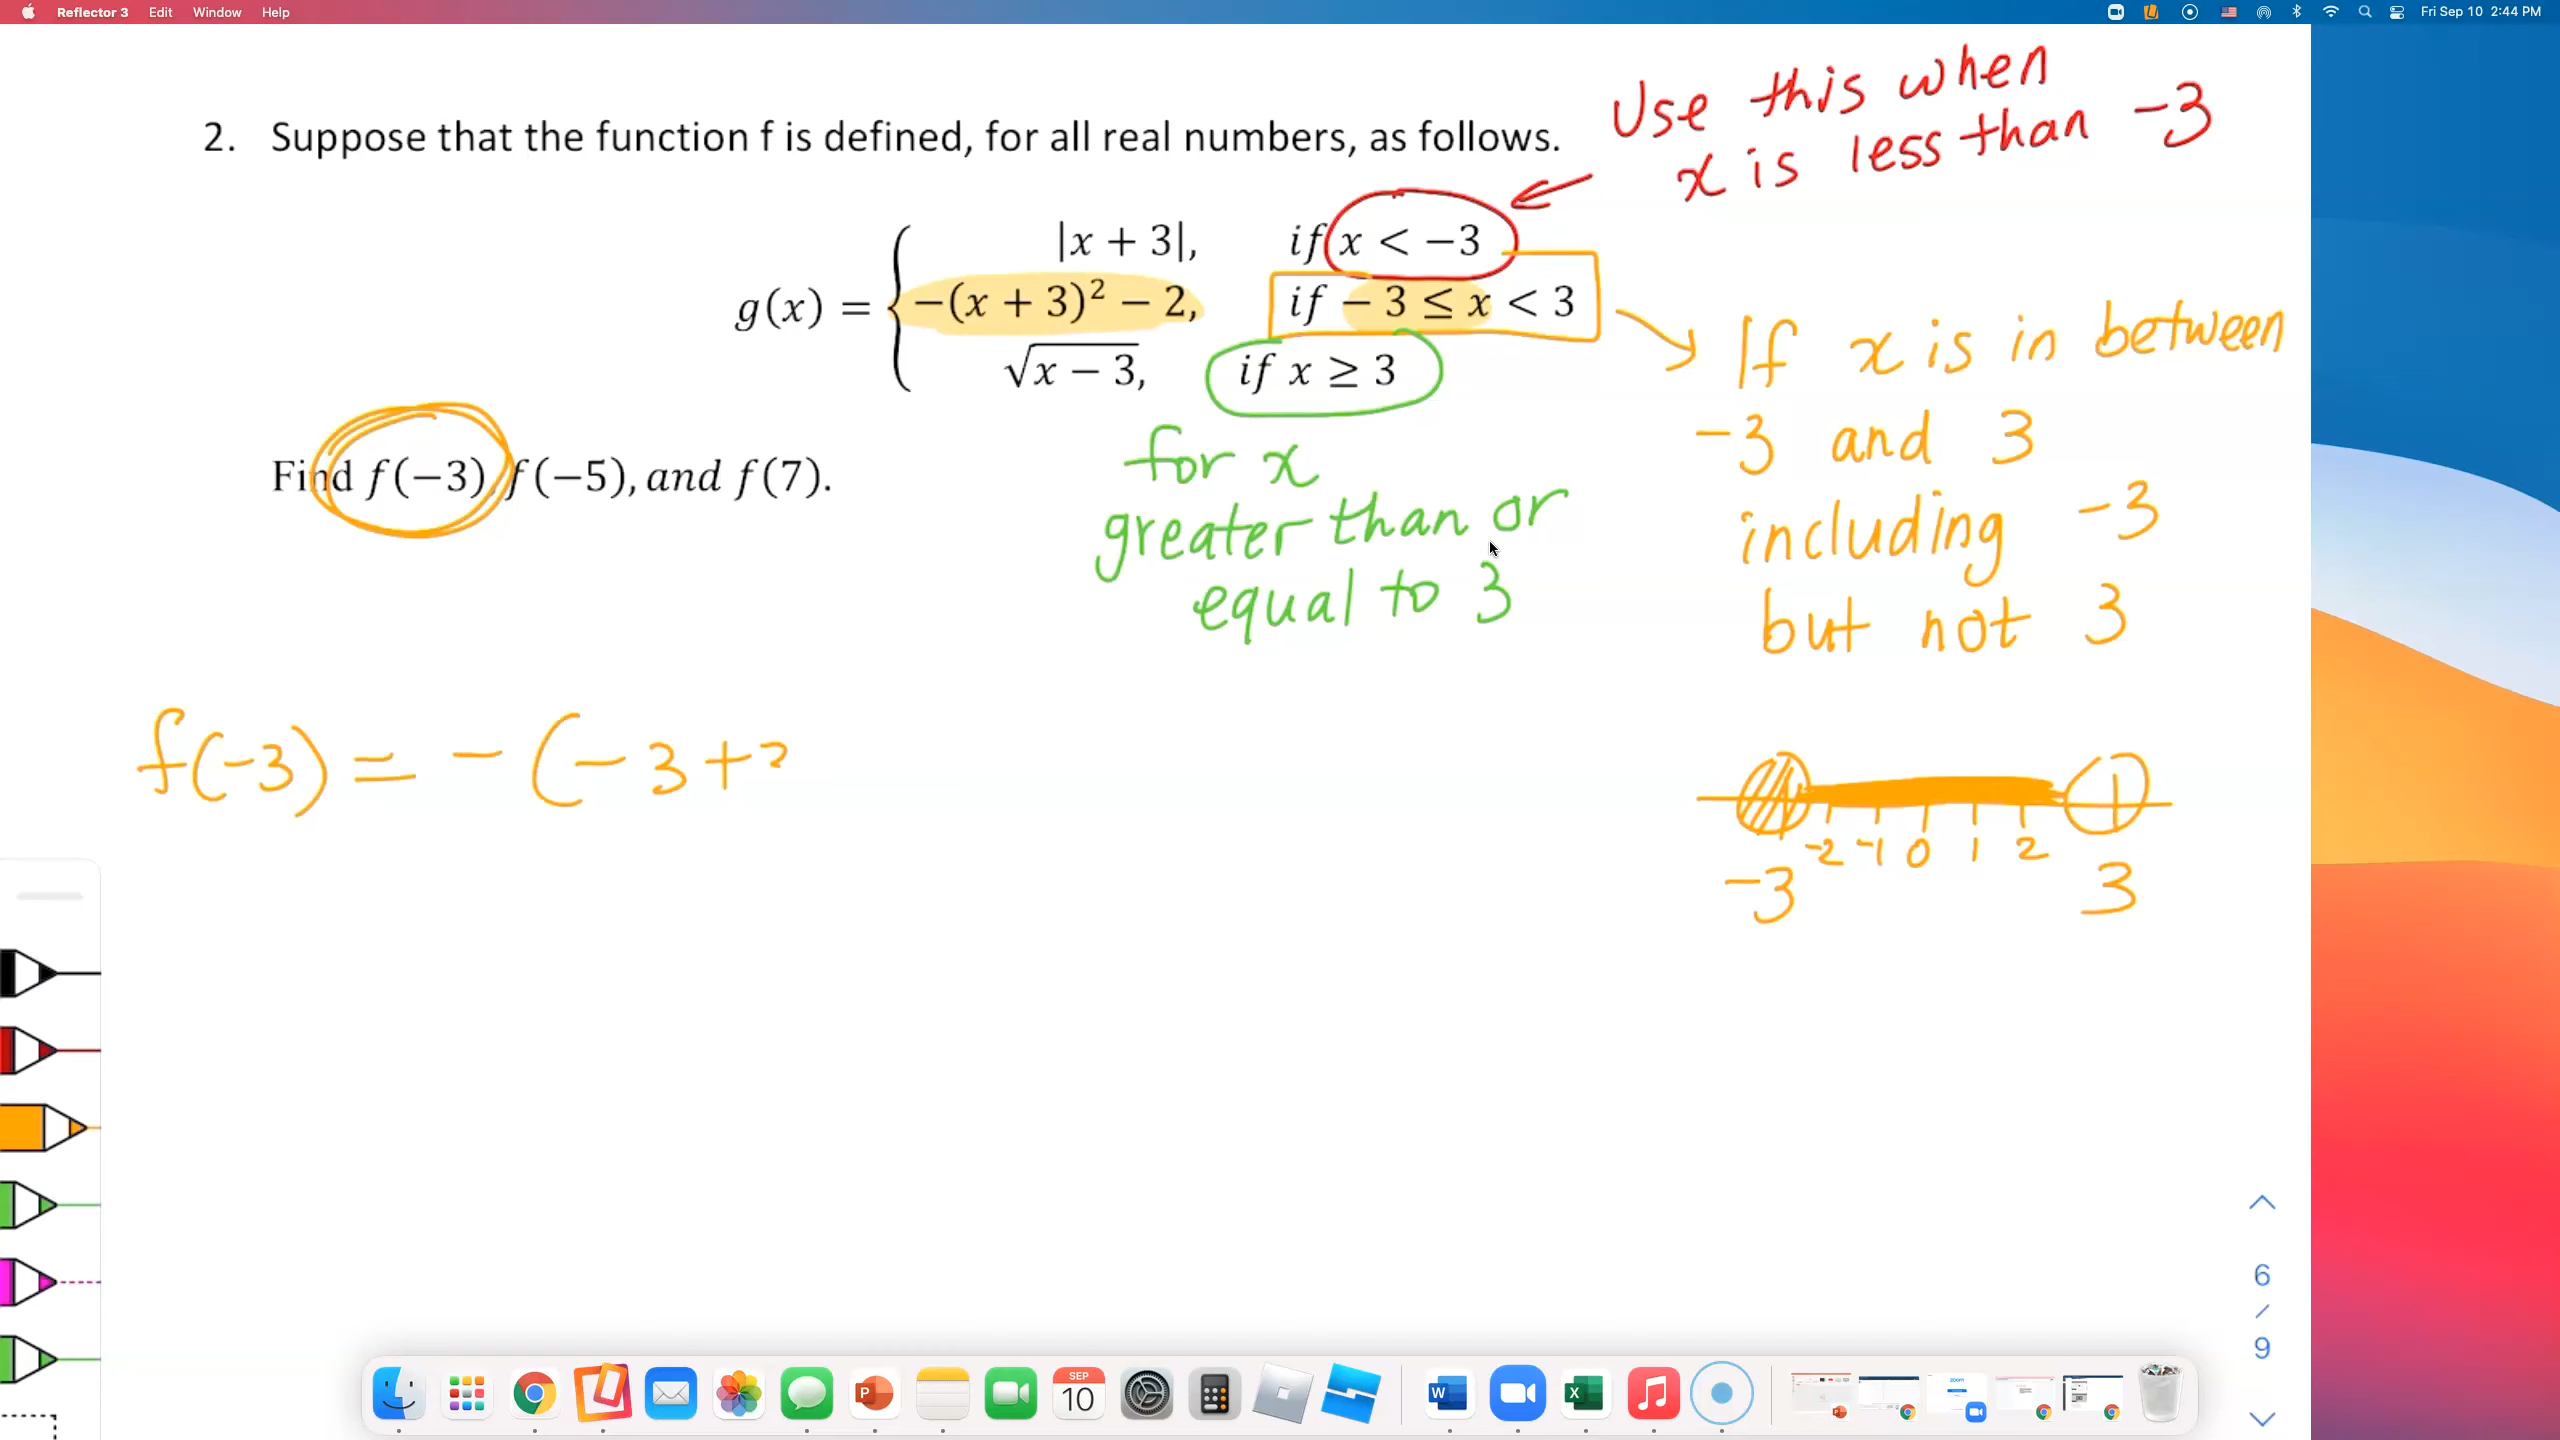 Reflector 3 Edit Window Help
Fri Sep 10 2:44 PM
Use this when
x is less than -3
2. Suppose that the function f is defined, for all real numbers, as follows.
|x + 3|, if x < −3
g(x) = { −(x + 3)² − 2, if − 3 ≤ x < 3
√x − 3, if x ≥ 3
If x is in between
-3 and 3
including -3
but not 3
Find f(−3), f(−5), and f(7).
for x
greater than or
equal to 3
f(-3) = - (-3+
-2 -1 0 1 2
-3 3
6
/
9
SEP
10
P
W
X
zoom